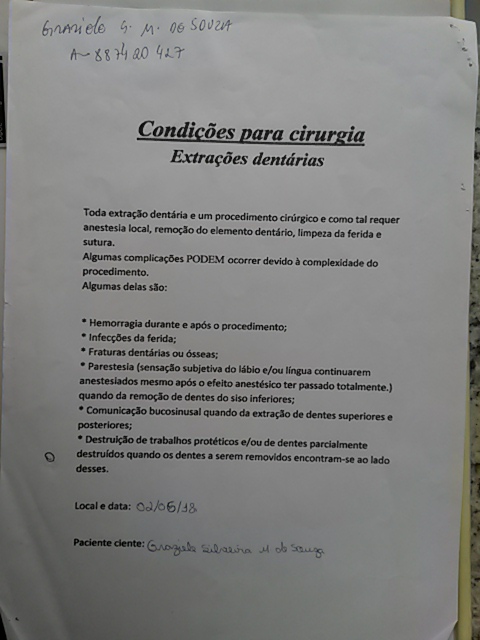 Graziele G. M. DE SOUZA
A-887420427
Condições para cirurgia
Extrações dentárias
Toda extração dentária e um procedimento cirúrgico e como tal requer
anestesia local, remoção do elemento dentário, limpeza da ferida e
sutura.
Algumas complicações PODEM ocorrer devido à complexidade do
procedimento.
Algumas delas são:
* Hemorragia durante e após o procedimento;
* Infecções da ferida;
* Fraturas dentárias ou ósseas;
* Parestesia (sensação subjetiva do lábio e/ou língua continuarem
anestesiados mesmo após o efeito anestésico ter passado totalmente.)
quando da remoção de dentes do siso inferiores;
* Comunicação bucosinusal quando da extração de dentes superiores e
posteriores;
* Destruição de trabalhos protéticos e/ou de dentes parcialmente
destruídos quando os dentes a serem removidos encontram-se ao lado
desses.
Local e data: 02/06/18
Paciente ciente: Graziele Silveira M de Souza